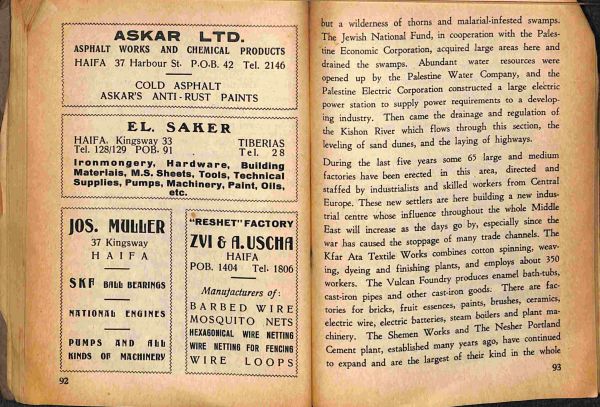 ASKAR LTD.
ASPHALT WORKS AND CHEMICAL PRODUCTS
HAIFA 37 Harbour St. P.O.B. 42 Tel. 2146
COLD ASPHALT
ASKAR'S ANTI-RUST PAINTS
EL. SAKER
HAIFA, Kingsway 33 TIBERIAS
Tel. 128/129 POB. 91 Tel. 28
Ironmongery, Hardware, Building
Materials, M.S. Sheets, Tools, Technical
Supplies, Pumps, Machinery, Paint, Oils,
etc.
JOS. MULLER
37 Kingsway
HAIFA
SKF BALL BEARINGS
NATIONAL ENGINES
PUMPS AND ALL
KINDS OF MACHINERY
"RESHET" FACTORY
ZVI & A. USCHA
HAIFA
POB. 1404 Tel. 1806
Manufacturers of:
BARBED WIRE
MOSQUITO NETS
HEXAGONICAL WIRE NETTING
WIRE NETTING FOR FENCING
WIRE LOOPS
92
but a wilderness of thorns and malarial-infested swamps.
The Jewish National Fund, in cooperation with the Pales-
tine Economic Corporation, acquired large areas here and
drained the swamps. Abundant water resources were
opened up by the Palestine Water Company, and the
Palestine Electric Corporation constructed a large electric
power station to supply power requirements to a develop-
ing industry. Then came the drainage and regulation of
the Kishon River which flows through this section, the
leveling of sand dunes, and the laying of highways.
During the last five years some 65 large and medium
factories have been erected in this area, directed and
staffed by industrialists and skilled workers from Central
Europe. These new settlers are here building a new indus-
trial centre whose influence throughout the whole Middle
East will increase as the days go by, especially since the
war has caused the stoppage of many trade channels. The
Kfar Ata Textile Works combines cotton spinning, weav-
ing, dyeing and finishing plants, and employs about 350
workers. The Vulcan Foundry produces enamel bath-tubs,
cast-iron pipes and other cast-iron goods. There are fac-
tories for bricks, fruit essences, paints, brushes, ceramics,
electric wire, electric batteries, steam boilers and plant ma-
chinery. The Shemen Works and The Nesher Portland
Cement plant, established many years ago, have continued
to expand and are the largest of their kind in the whole
93